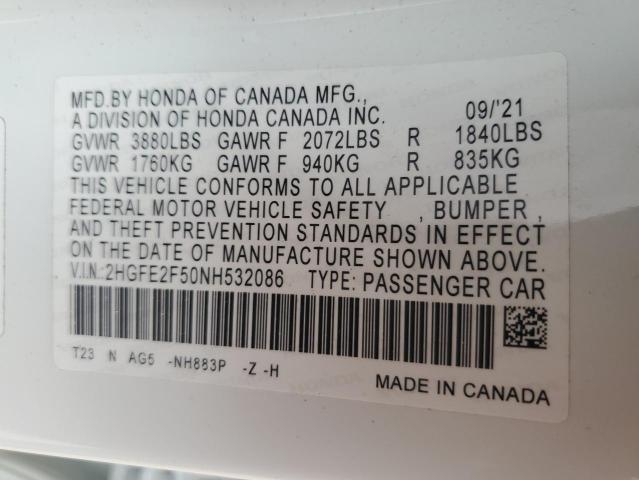 MFD.BY HONDA OF CANADA MFG.,
A DIVISION OF HONDA CANADA INC. 09/'21
GVWR 3880LBS GAWR F 2072LBS R 1840LBS
GVWR 1760KG GAWR F 940KG R 835KG
THIS VEHICLE CONFORMS TO ALL APPLICABLE
FEDERAL MOTOR VEHICLE SAFETY , BUMPER ,
AND THEFT PREVENTION STANDARDS IN EFFECT
ON THE DATE OF MANUFACTURE SHOWN ABOVE.
V.I.N.:2HGFE2F50NH532086 TYPE: PASSENGER CAR
T23 N AG5 -NH883P -Z -H
MADE IN CANADA